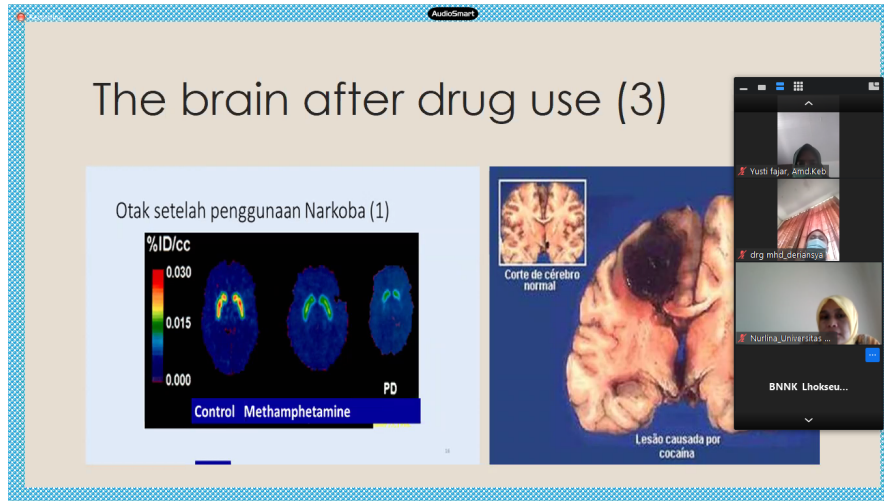 AudioSmart
The brain after drug use (3)
Otak setelah penggunaan Narkoba (1)
%ID/cc
0.030
0.015
0.000
PD
Control Methamphetamine
Corte de cérebro
normal
Lesão causada por
cocaína
Yusti fajar, Amd.Keb
drg mhd_deriansya
Nurlina_Universitas ...
BNNK Lhokseu...